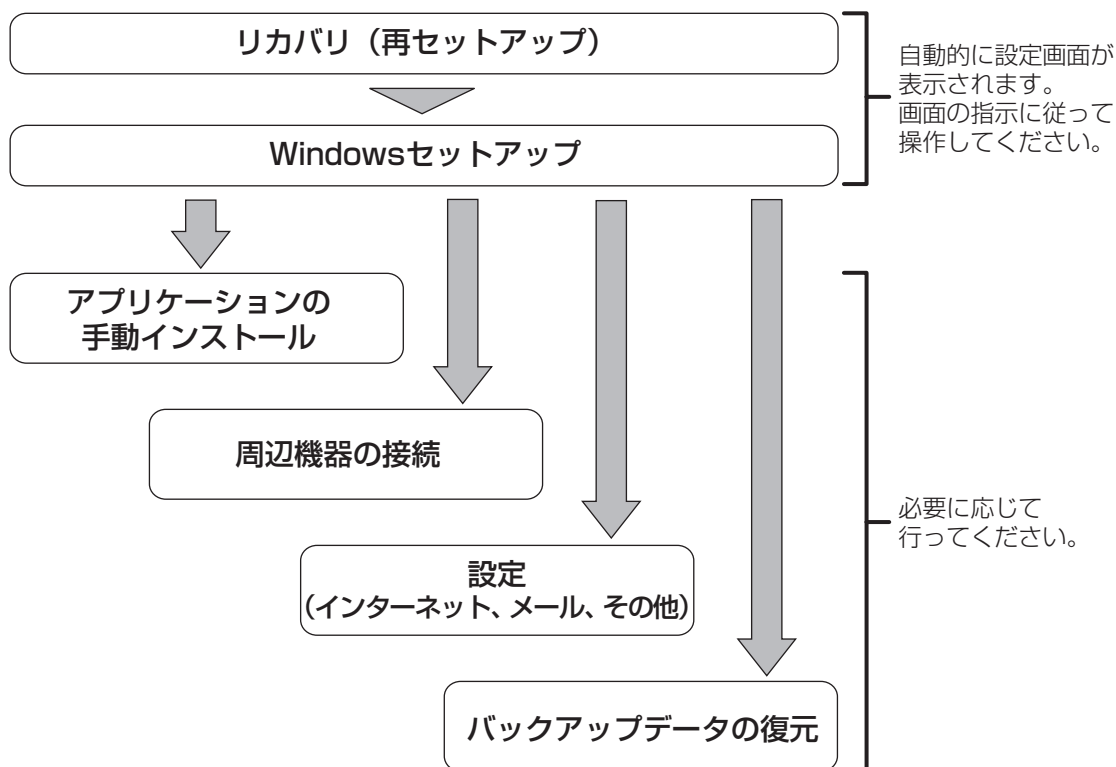 リカバリ（再セットアップ）
自動的に設定画面が
表示されます。
画面の指示に従って
操作してください。
Windowsセットアップ
アプリケーションの
手動インストール
周辺機器の接続
必要に応じて
行ってください。
設定
（インターネット、メール、その他）
バックアップデータの復元